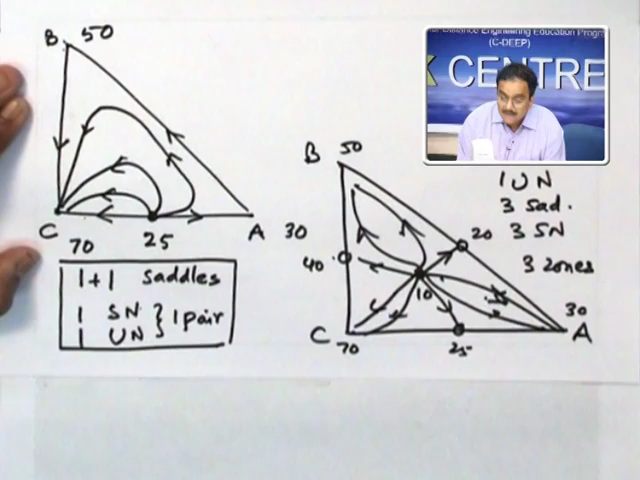 B 50
C
70
25
A
30
1+1 Saddles
1 SN
1 UN } 1 pair
B 50
40
20
10
C
70
25
30
A
1 UN
3 sad.
3 SN
3 zones
Distance Engineering Education Progr
(C-DEEP)
CENTRE